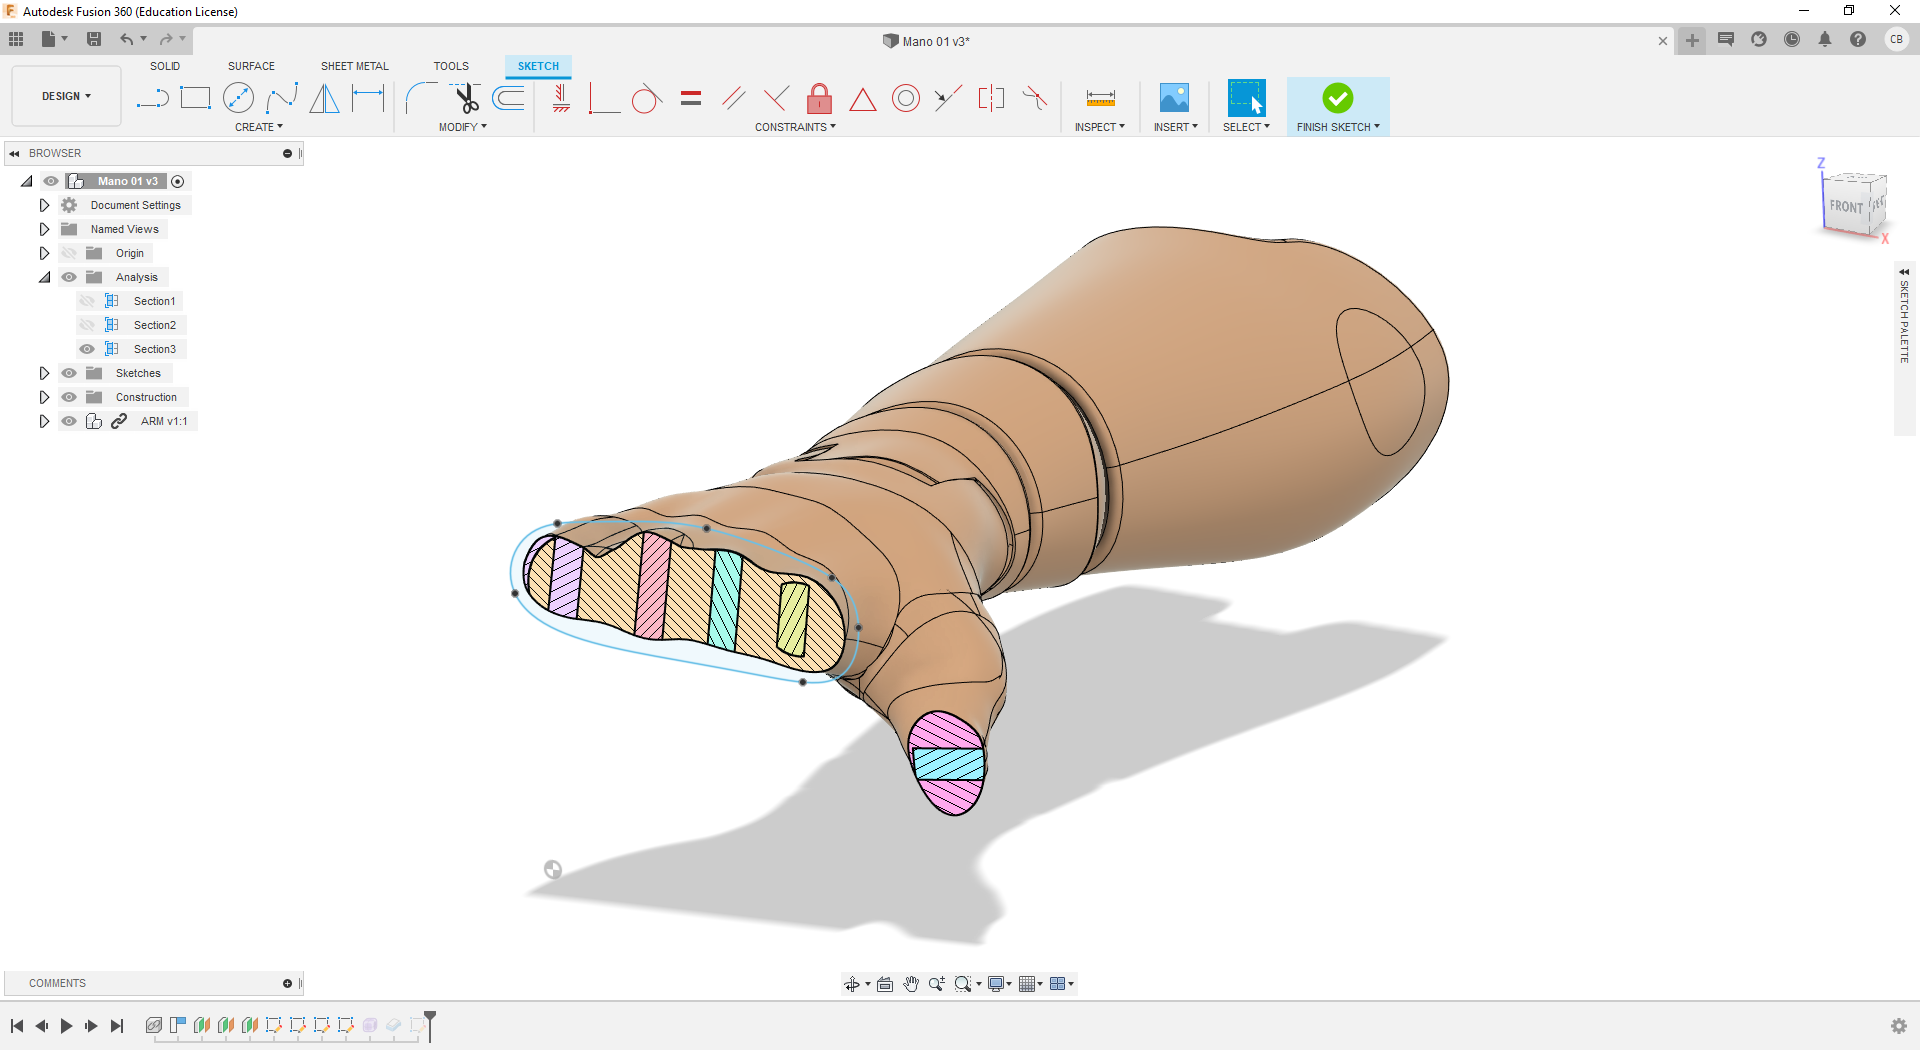 Autodesk Fusion 360 (Education License)
Mano 01 v3*
CB
SOLID SURFACE SHEET METAL TOOLS SKETCH
DESIGN
CREATE MODIFY CONSTRAINTS INSPECT INSERT SELECT FINISH SKETCH
BROWSER
Mano 01 v3
Document Settings
Named Views
Origin
Analysis
Section1
Section2
Section3
Sketches
Construction
ARM v1:1
Z
FRONT
X
SKETCH PALETTE
COMMENTS